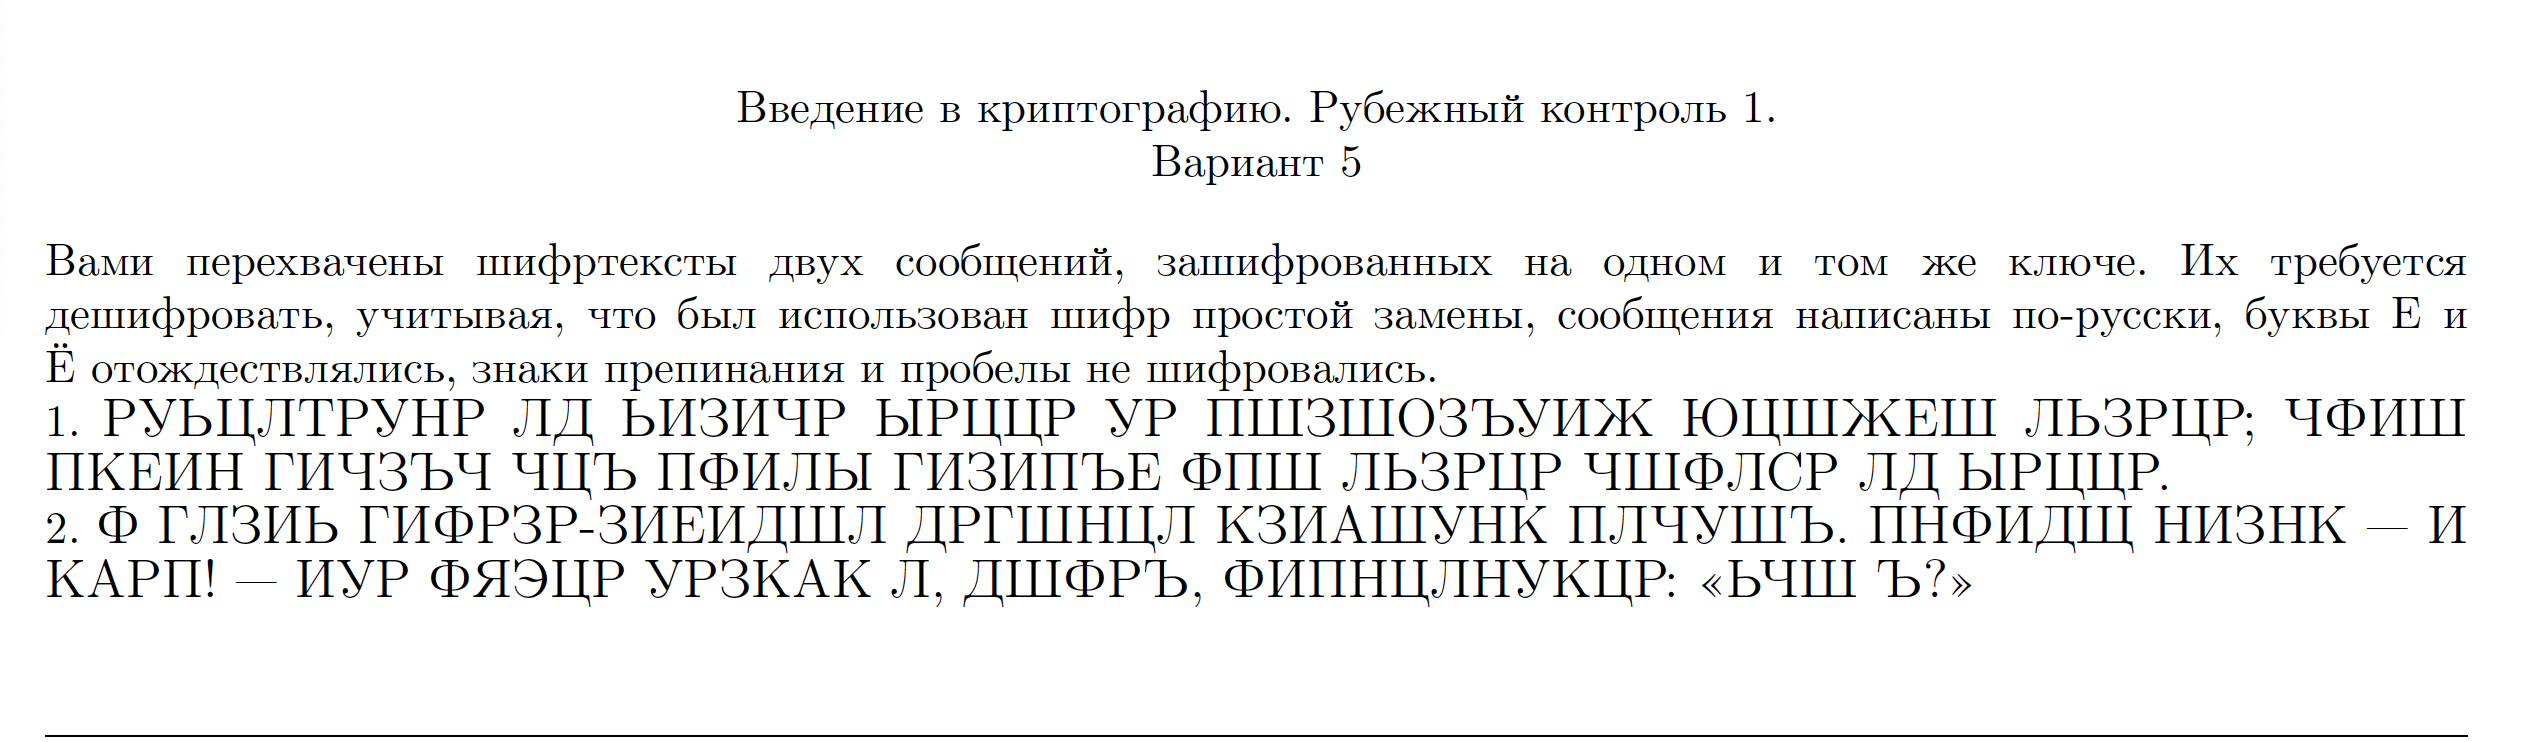 Введение в криптографию. Рубежный контроль 1.
Вариант 5
Вами перехвачены шифртексты двух сообщений, зашифрованных на одном и том же ключе. Их требуется
дешифровать, учитывая, что был использован шифр простой замены, сообщения написаны по-русски, буквы Е и
Ё отождествлялись, знаки препинания и пробелы не шифровались.
1. РУЬЦЛТРУНР ЛД ЬИЗИЧР ЫРЦЦР УР ПШЗШОЗЪУИЖ ЮЦШЖЕШ ЛЬЗРЦР; ЧФИШ
ПКЕИН ГИЧЗЪЧ ЧЦЪ ПФИЛЫ ГИЗИПЪЕ ФПШ ЛЬЗРЦР ЧШФЛСР ЛД ЫРЦЦР.
2. Ф ГЛЗИЬ ГИФРЗР-ЗИЕИДШЛ ДРГШНЦЛ КЗИАШУНК ПЛЧУШЪ. ПНФИДЩ НИЗНК — И
КАРП! — ИУР ФЯЭЦР УРЗКАК Л, ДШФРЪ, ФИПНЦЛНУКЦР: «ЬЧШ Ъ?»